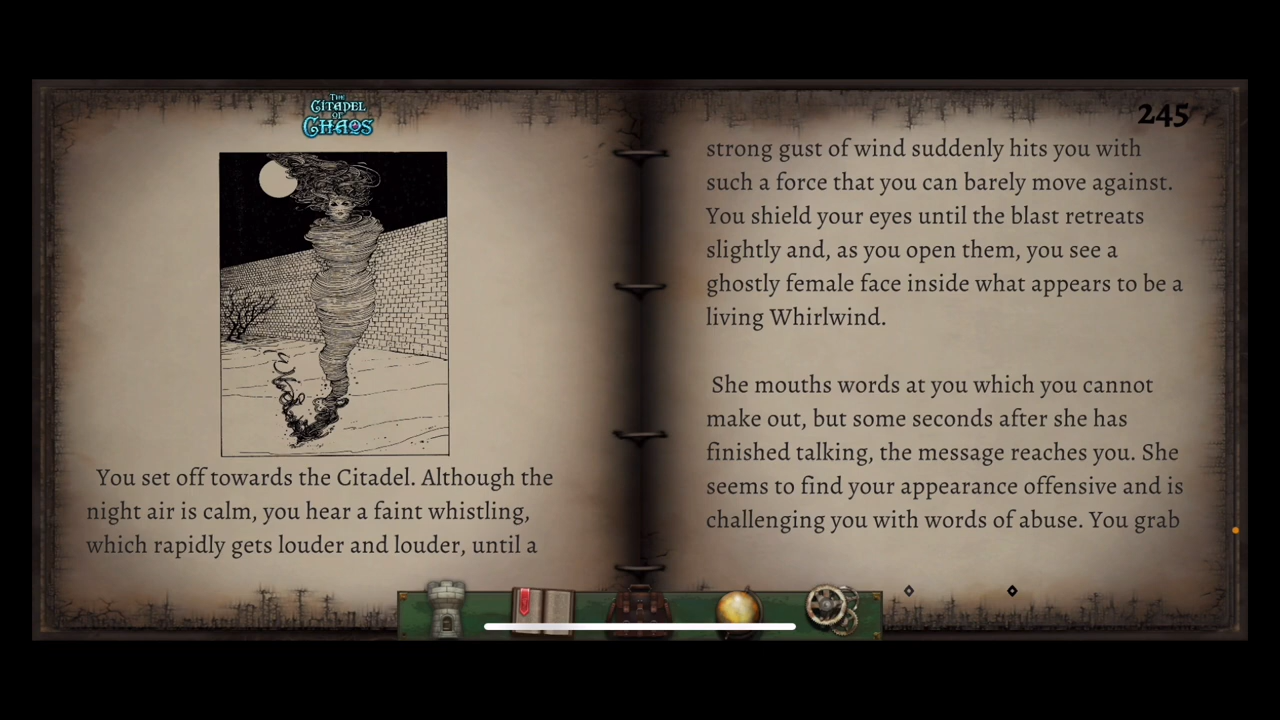 THE
CITADEL
OF
CHAOS
You set off towards the Citadel. Although the
night air is calm, you hear a faint whistling,
which rapidly gets louder and louder, until a
245
strong gust of wind suddenly hits you with
such a force that you can barely move against.
You shield your eyes until the blast retreats
slightly and, as you open them, you see a
ghostly female face inside what appears to be a
living Whirlwind.
She mouths words at you which you cannot
make out, but some seconds after she has
finished talking, the message reaches you. She
seems to find your appearance offensive and is
challenging you with words of abuse. You grab